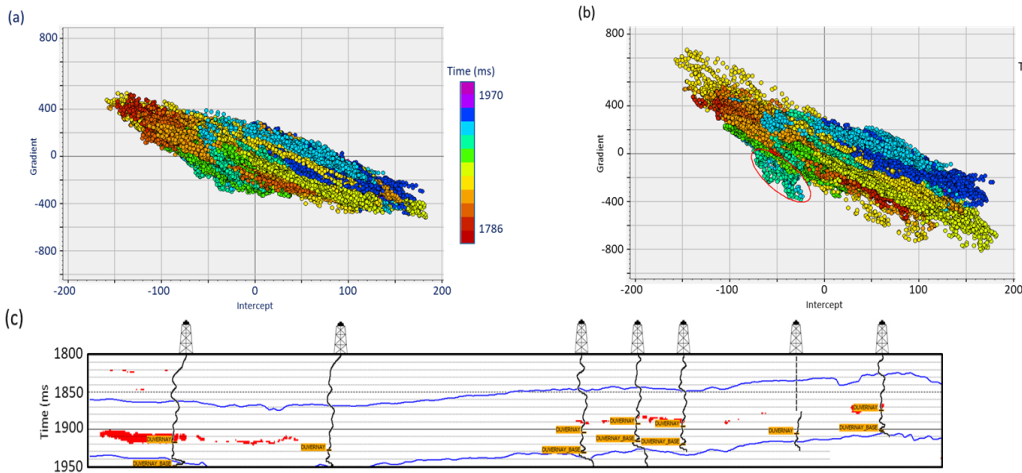 (a)
800
400
0
-400
-800
Gradient
-200
-100
0
100
200
Intercept
Time (ms)
1970
1786
(b)
800
400
0
-400
-800
Gradient
-200
-100
0
100
200
Intercept
T
(c)
1800
1850
1900
1950
Time (ms)
DUVERNAY
DUVERNAY_BASE
DUVERNAY
DUVERNAY
DUVERNAY_BASE
DUVERNAY
DUVERNAY_BASE
DUVERNAY
DUVERNAY_BASE
DUVERNAY
DUVERNAY
DUVERNAY_BASE